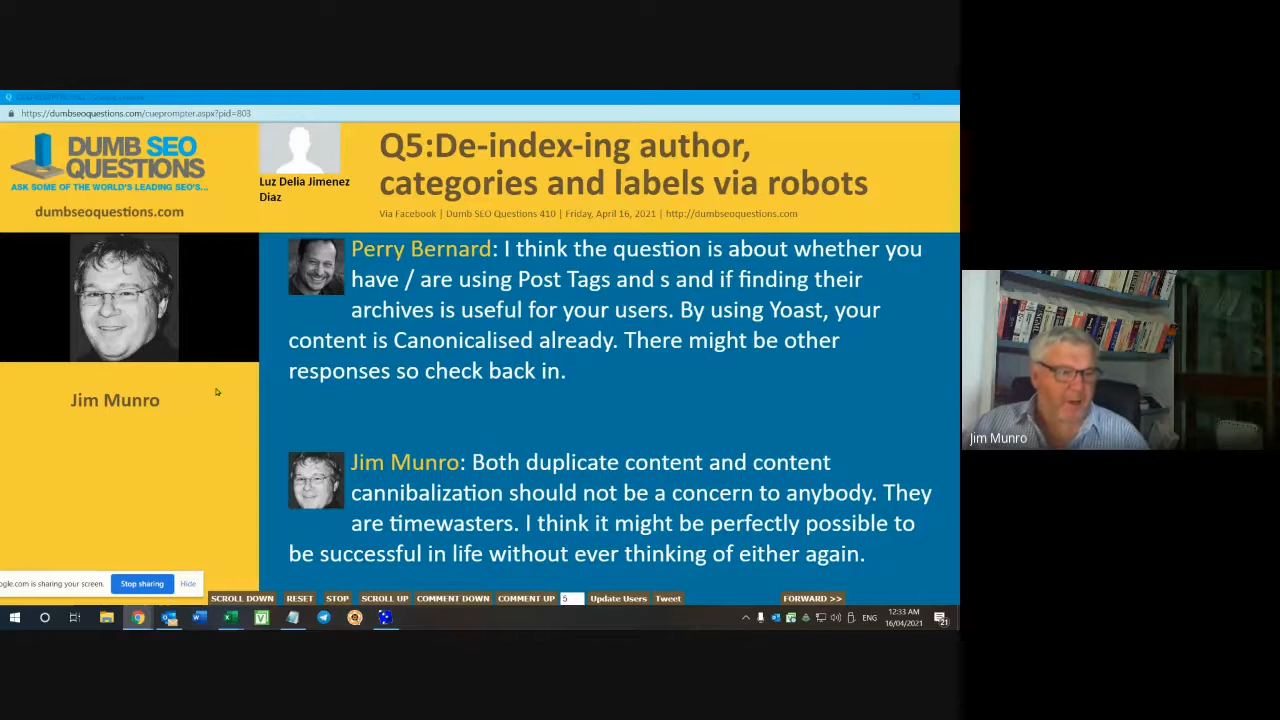 https://dumbseoquestions.com/cueprompter.aspx?pid=803
DUMB SEO
QUESTIONS
ASK SOME OF THE WORLD'S LEADING SEO'S...
dumbseoquestions.com
Luz Delia Jimenez
Diaz
Q5:De-index-ing author,
categories and labels via robots
Via Facebook | Dumb SEO Questions 410 | Friday, April 16, 2021 | http://dumbseoquestions.com
Jim Munro
Perry Bernard: I think the question is about whether you
have / are using Post Tags and s and if finding their
archives is useful for your users. By using Yoast, your
content is Canonicalised already. There might be other
responses so check back in.
Jim Munro: Both duplicate content and content
cannibalization should not be a concern to anybody. They
are timewasters. I think it might be perfectly possible to
be successful in life without ever thinking of either again.
ogle.com is sharing your screen. Stop sharing Hide
SCROLL DOWN RESET STOP SCROLL UP COMMENT DOWN COMMENT UP 5 Update Users Tweet FORWARD >>
ENG
12:33 AM
16/04/2021
21
Jim Munro